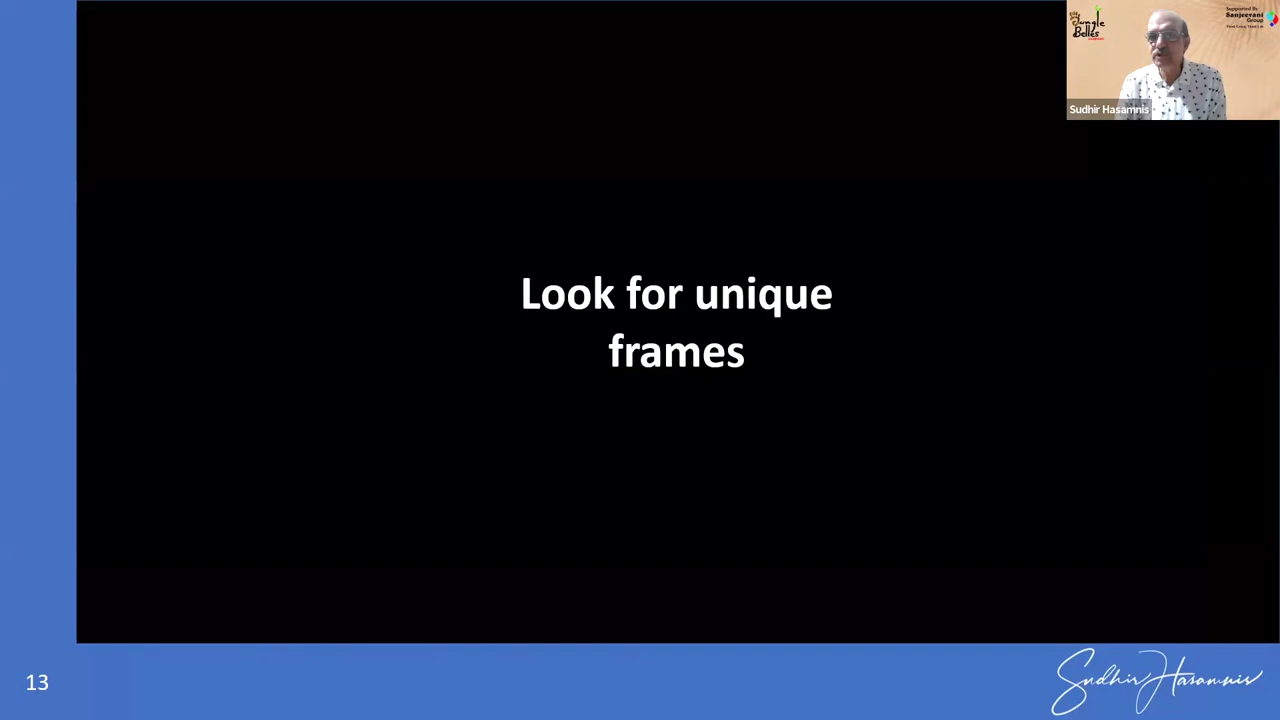 Jungle
Belles
Supported By
Sanjeevani
Group
Sudhir Hasamnis
Look for unique
frames
13
Sudhir Hasamnis